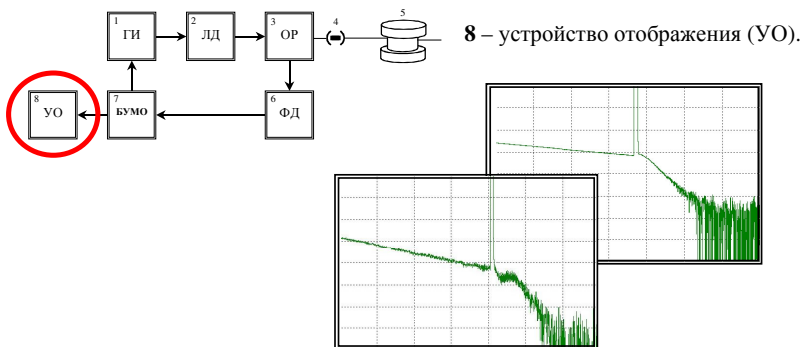 1 ГИ
2 ЛД
3 ОР
4
5
8 – устройство отображения (УО).
8 УО
7 БУМО
6 ФД